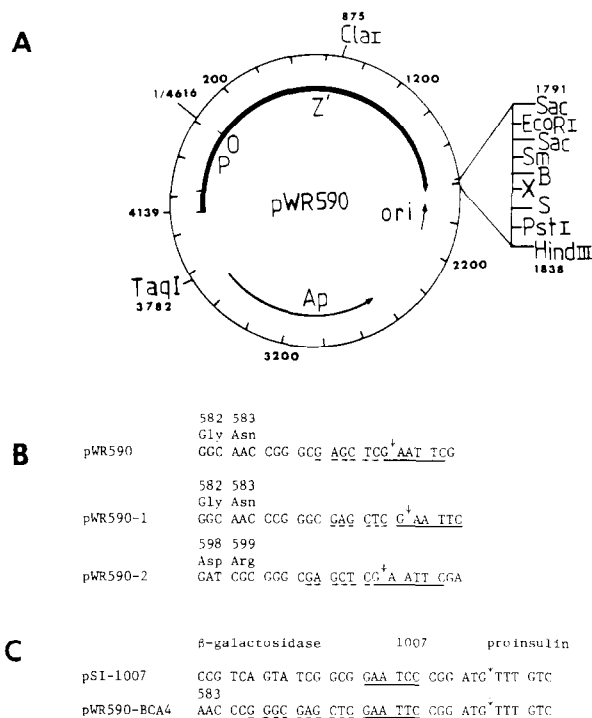 A
875
ClaI
200
1200
1/4616
Z'
O
P
pWR590
ori
4139
TaqI
3782
Ap
2200
3200
1791
Sac
EcoRI
Sac
Sm
B
X
S
PstI
HindIII
1838
B
582 583
Gly Asn
pWR590 GGC AAC CGG GCG AGC TCG↓AAT TCG
582 583
Gly Asn
pWR590-1 GGC AAC CCG GGC GAG CTC G↓AA TTC
598 599
Asp Arg
pWR590-2 GAT CGC GGG CGA GCT CG↓A ATT GGA
C
β-galactosidase 1007 proinsulin
pSI-1007 CCG TCA GTA TCG GCG GAATCC CGG ATG*TTT GTC
583
pWR590-BCA4 AAC CCG GGC GAG CTC GAA TTC CGG ATG*TTT GTC